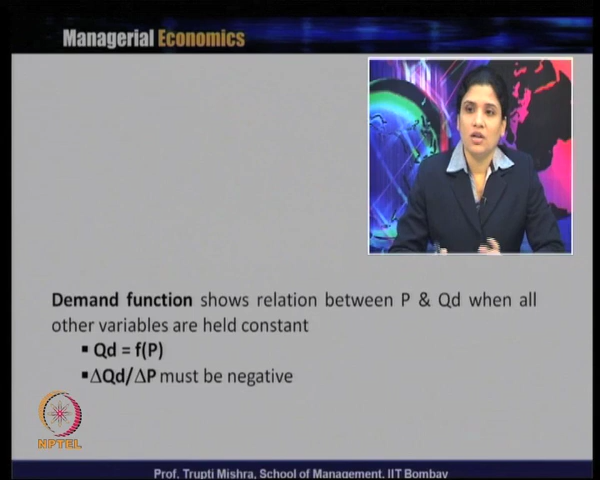 Managerial Economics
Demand function shows relation between P & Qd when all
other variables are held constant
▪ Qd = f(P)
▪ ∆Qd/∆P must be negative
NPTEL
Prof. Trupti Mishra, School of Management, IIT Bombay